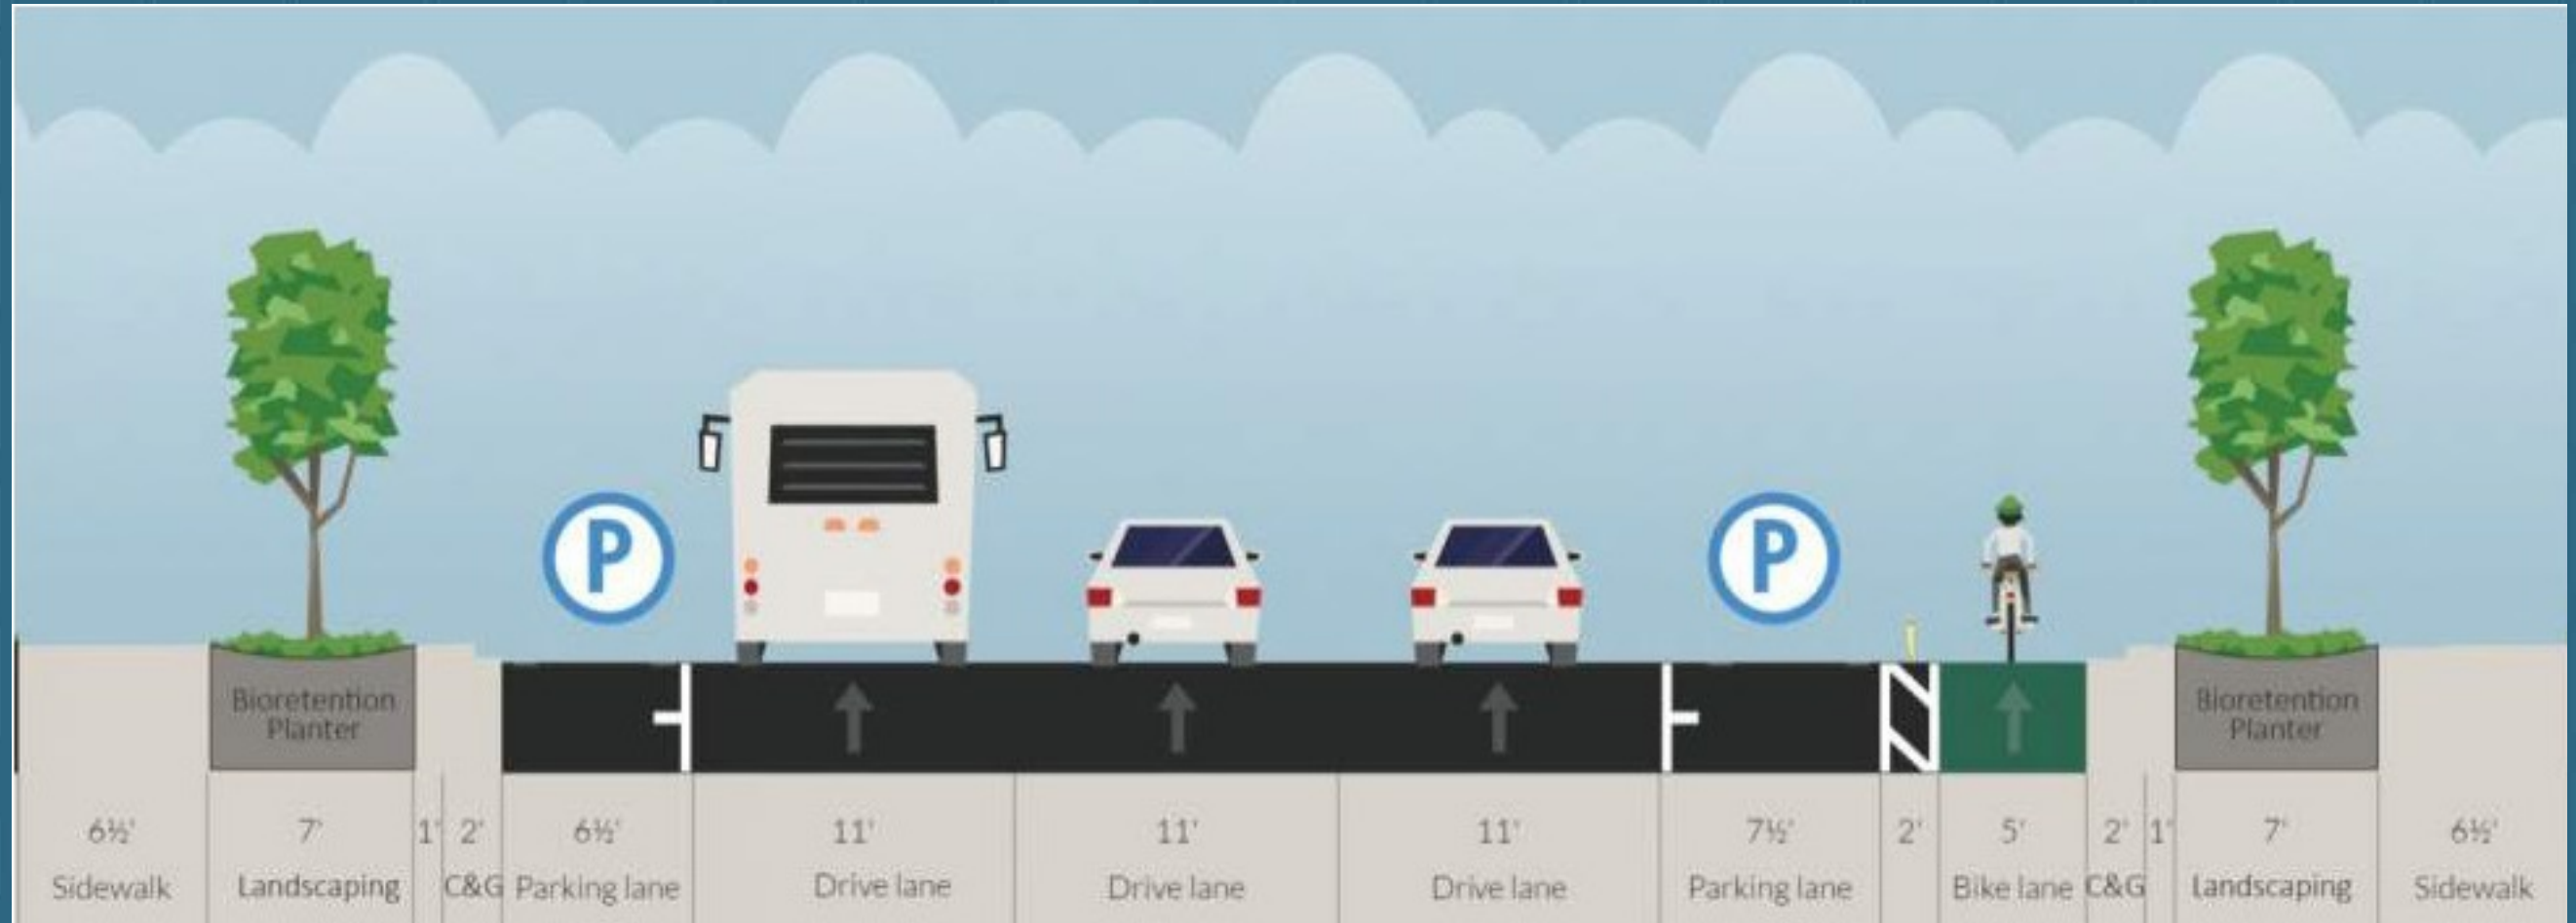 P
P
Bioretention
Planter
Bioretention
Planter
6½' 7' 1' 2' 6½' 11' 11' 11' 7½' 2' 5' 2' 1' 7' 6½'
Sidewalk Landscaping C&G Parking lane Drive lane Drive lane Drive lane Parking lane Bike lane C&G Landscaping Sidewalk